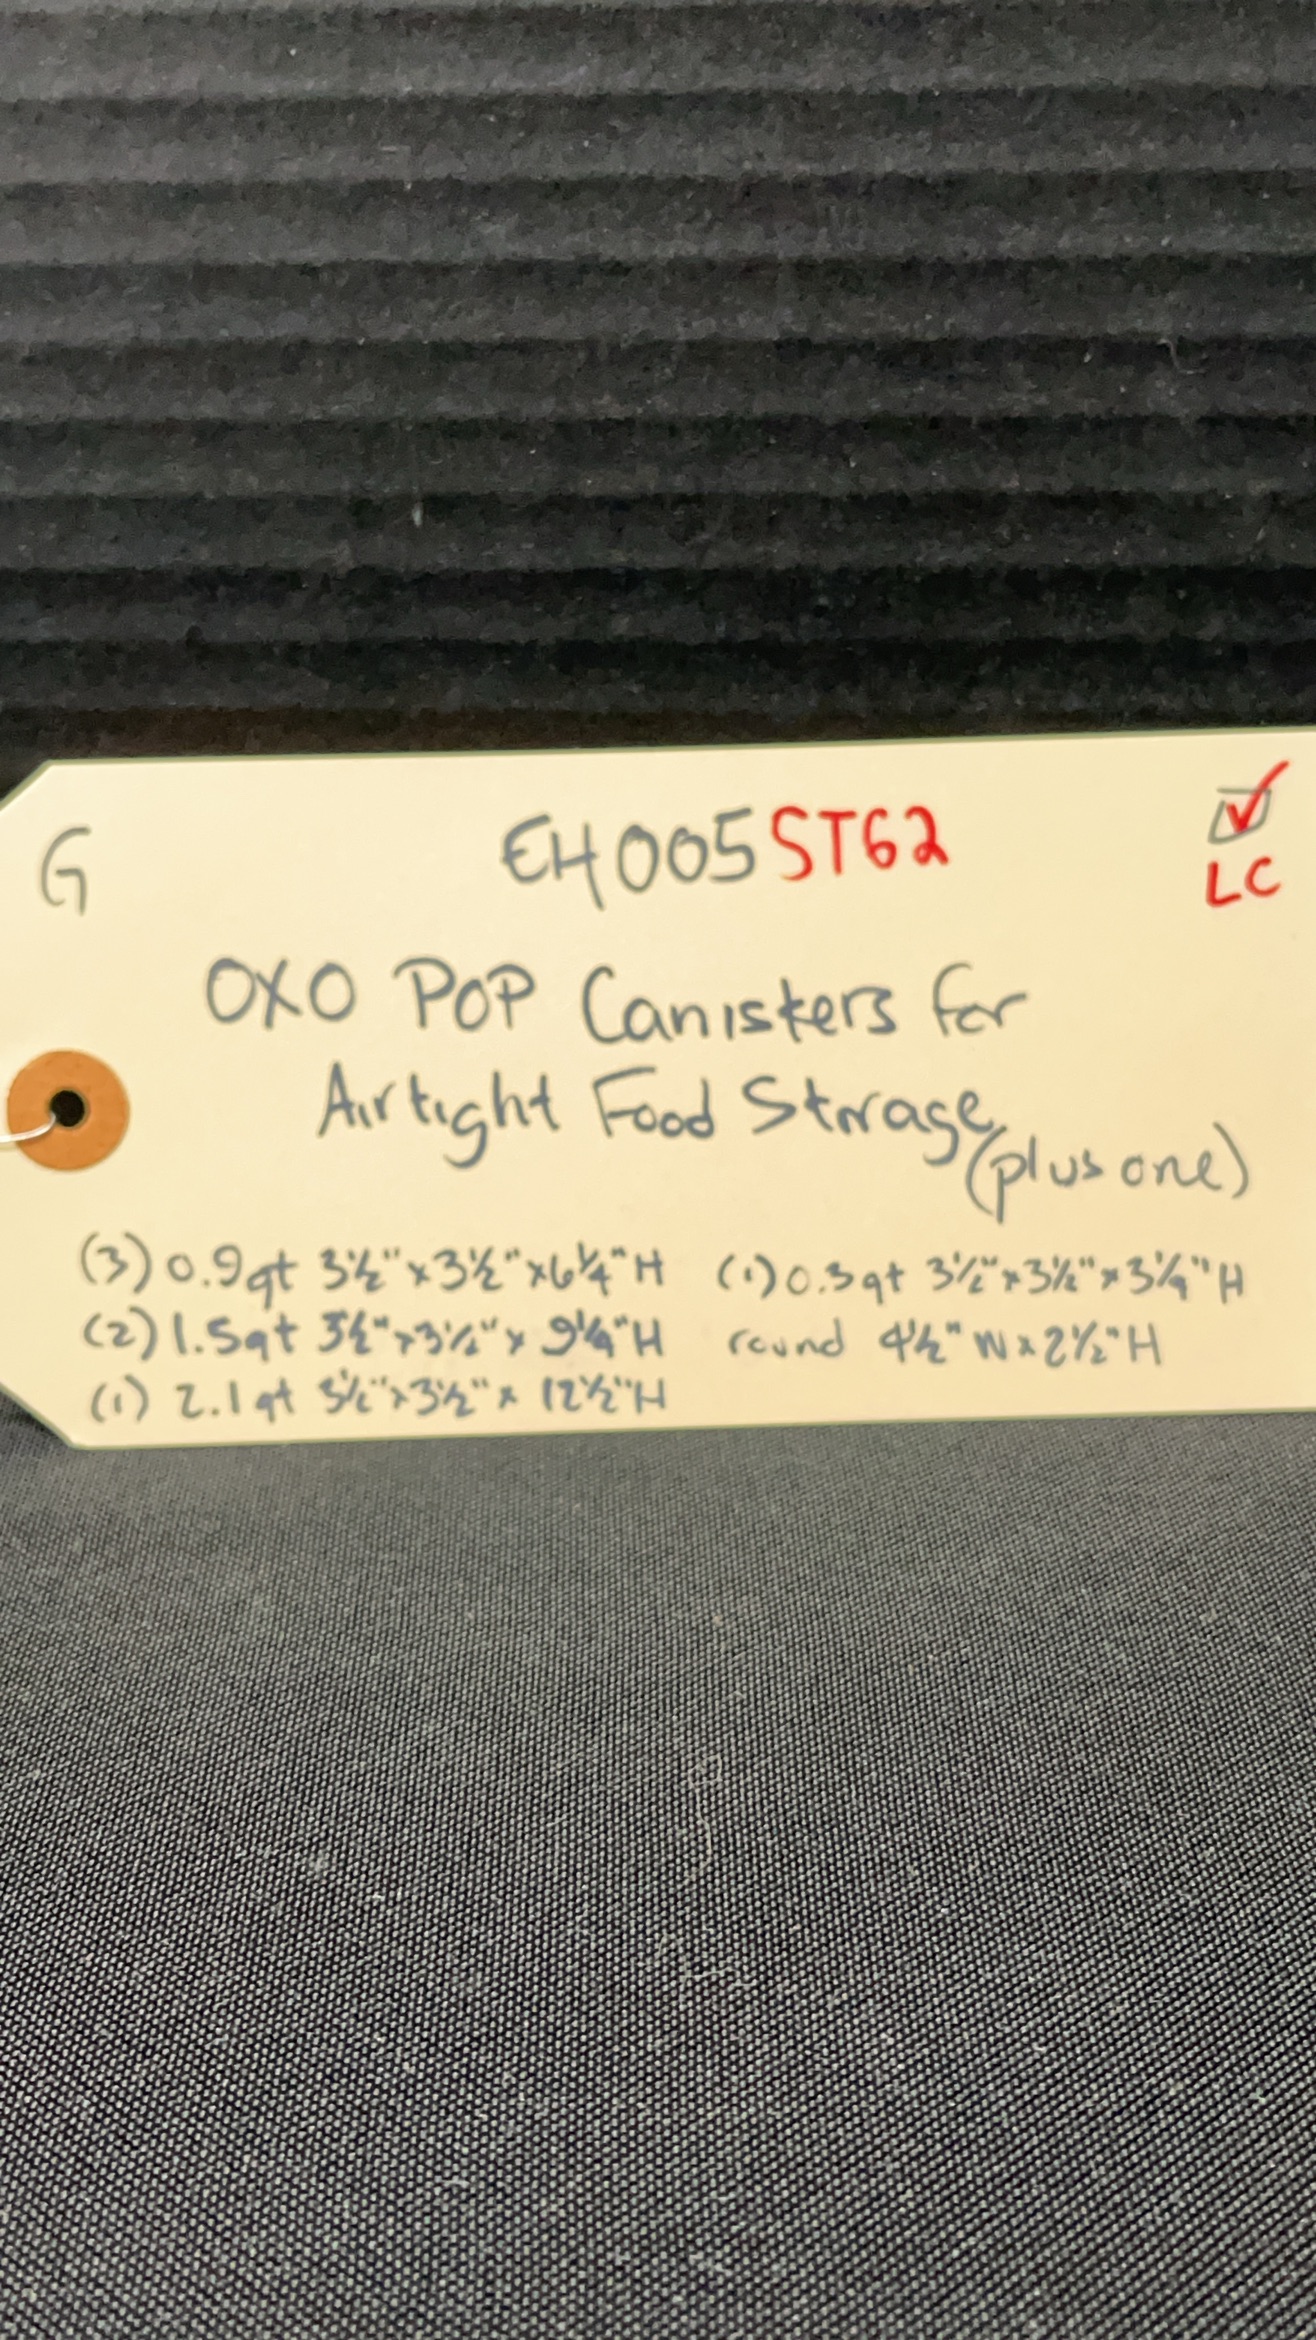 G EH005ST62 ☑
LC
OXO POP Canisters for
Airtight Food Storage
(plus one)
(3) 0.9qt 3½"x3½"x6¼"H (1) 0.3qt 3½"x3½"x3¼"H
(2) 1.5qt 3½"x3½"x 9¼"H round 4½"W x 2½"H
(1) 2.1qt 3½"x3½"x 12½"H